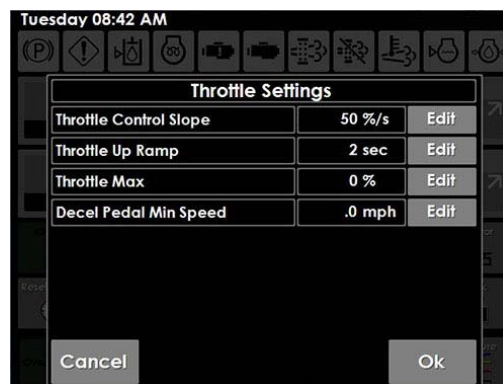 Tuesday 08:42 AM
(P)
Throttle Settings
Throttle Control Slope 50 %/s Edit
Throttle Up Ramp 2 sec Edit
Throttle Max 0 % Edit
Decel Pedal Min Speed .0 mph Edit
Rese
Cancel Ok